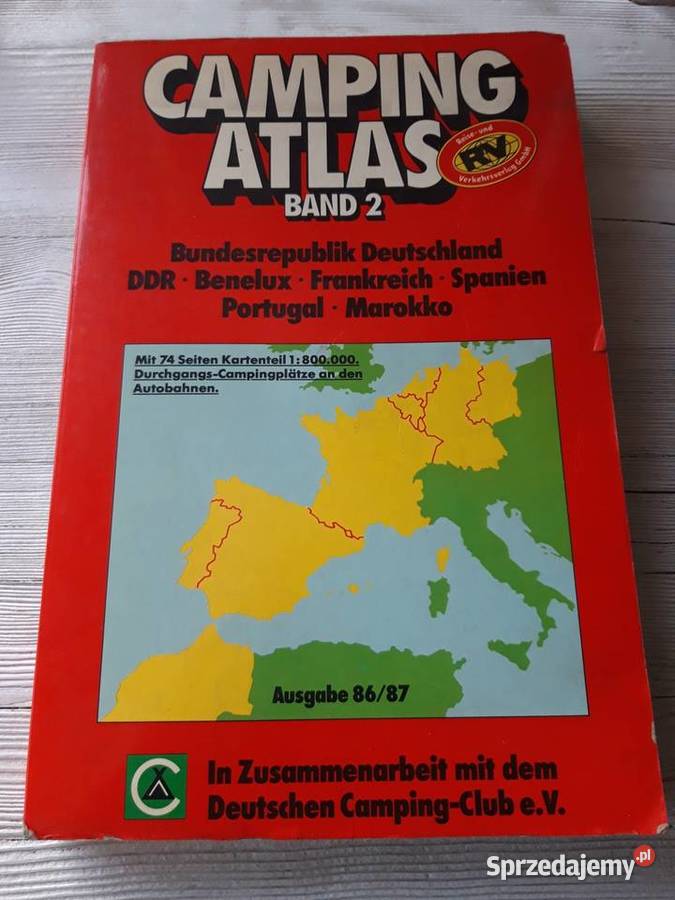 CAMPING
ATLAS
Reise- und
RV
Verkehrsverlag GmbH
BAND 2
Bundesrepublik Deutschland
DDR · Benelux · Frankreich · Spanien
Portugal · Marokko
Mit 74 Seiten Kartenteil 1:800.000.
Durchgangs-Campingplätze an den
Autobahnen.
Ausgabe 86/87
C
In Zusammenarbeit mit dem
Deutschen Camping-Club e.V.
Sprzedajemy.pl